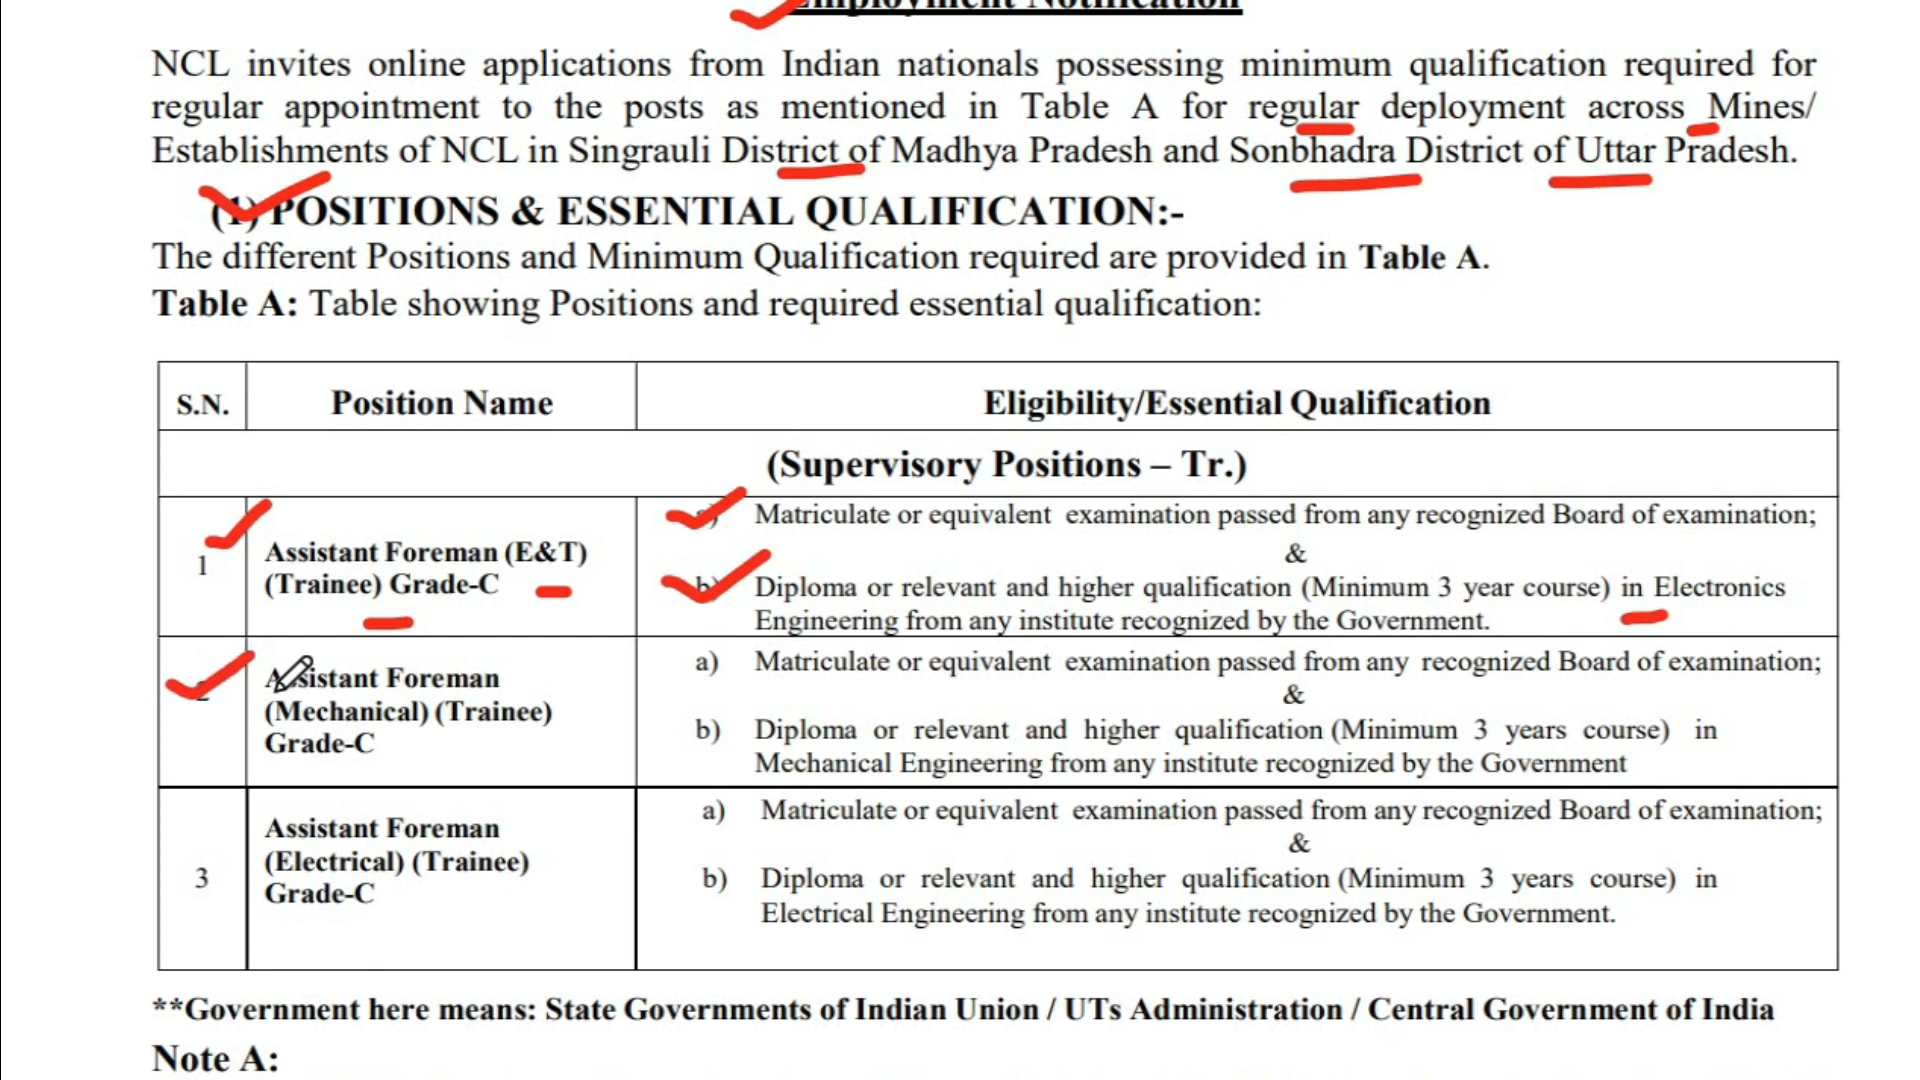 Employment Notification
NCL invites online applications from Indian nationals possessing minimum qualification required for
regular appointment to the posts as mentioned in Table A for regular deployment across Mines/
Establishments of NCL in Singrauli District of Madhya Pradesh and Sonbhadra District of Uttar Pradesh.
(1) POSITIONS & ESSENTIAL QUALIFICATION:-
The different Positions and Minimum Qualification required are provided in Table A.
Table A: Table showing Positions and required essential qualification:
S.N. Position Name Eligibility/Essential Qualification
(Supervisory Positions – Tr.)
1
Assistant Foreman (E&T)
(Trainee) Grade-C
a) Matriculate or equivalent examination passed from any recognized Board of examination;
&
b) Diploma or relevant and higher qualification (Minimum 3 year course) in Electronics
Engineering from any institute recognized by the Government.
2
Assistant Foreman
(Mechanical) (Trainee)
Grade-C
a) Matriculate or equivalent examination passed from any recognized Board of examination;
&
b) Diploma or relevant and higher qualification (Minimum 3 years course) in
Mechanical Engineering from any institute recognized by the Government
3
Assistant Foreman
(Electrical) (Trainee)
Grade-C
a) Matriculate or equivalent examination passed from any recognized Board of examination;
&
b) Diploma or relevant and higher qualification (Minimum 3 years course) in
Electrical Engineering from any institute recognized by the Government.
**Government here means: State Governments of Indian Union / UTs Administration / Central Government of India
Note A: